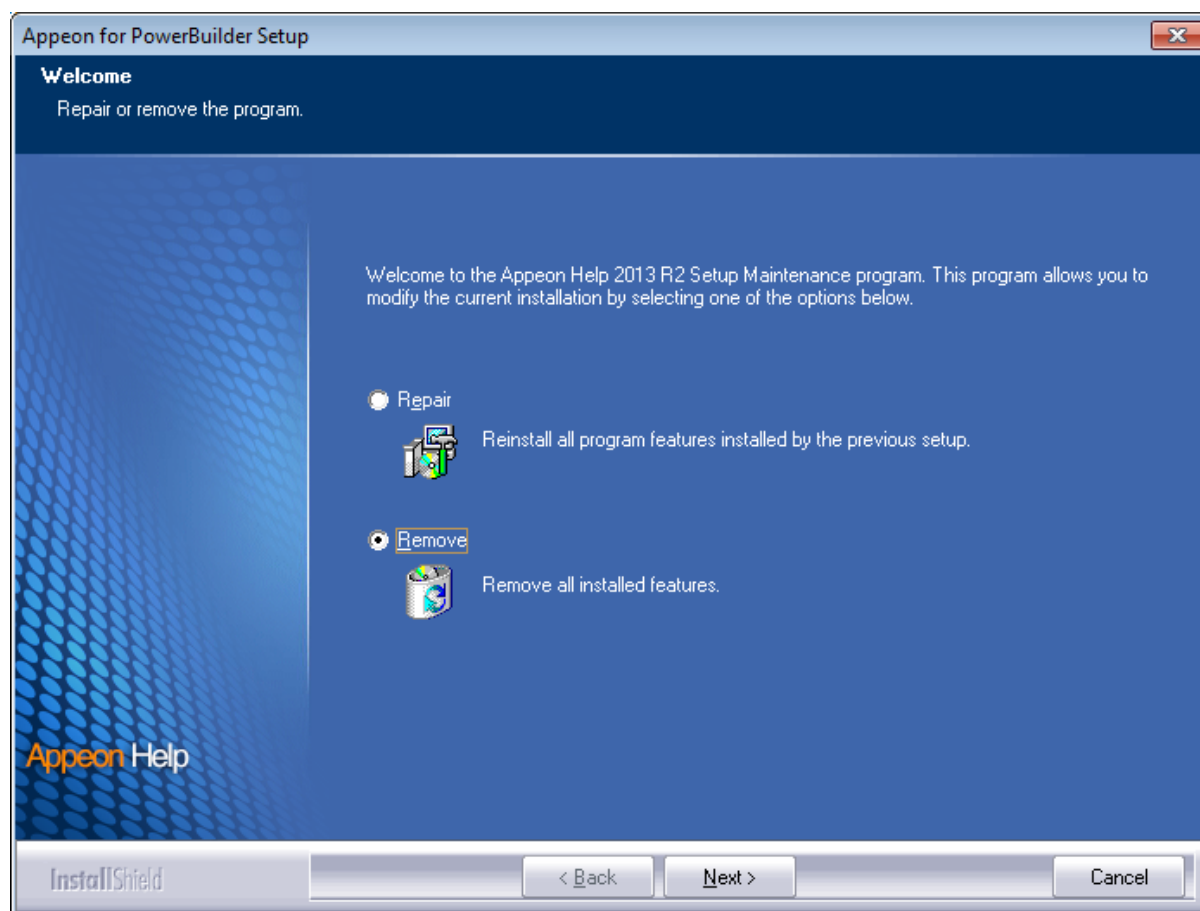 Appeon for PowerBuilder Setup
Welcome
Repair or remove the program.
Welcome to the Appeon Help 2013 R2 Setup Maintenance program. This program allows you to
modify the current installation by selecting one of the options below.
Repair
Reinstall all program features installed by the previous setup.
Remove
Remove all installed features.
Appeon Help
InstallShield
< Back
Next >
Cancel